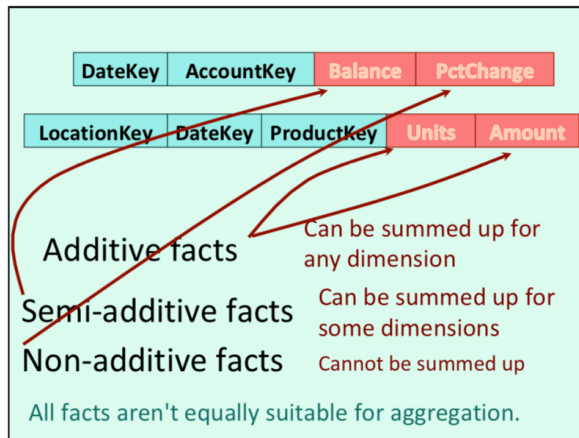 DateKey AccountKey Balance PctChange
LocationKey DateKey ProductKey Units Amount
Additive facts
Can be summed up for
any dimension
Semi-additive facts
Can be summed up for
some dimensions
Non-additive facts
Cannot be summed up
All facts aren't equally suitable for aggregation.